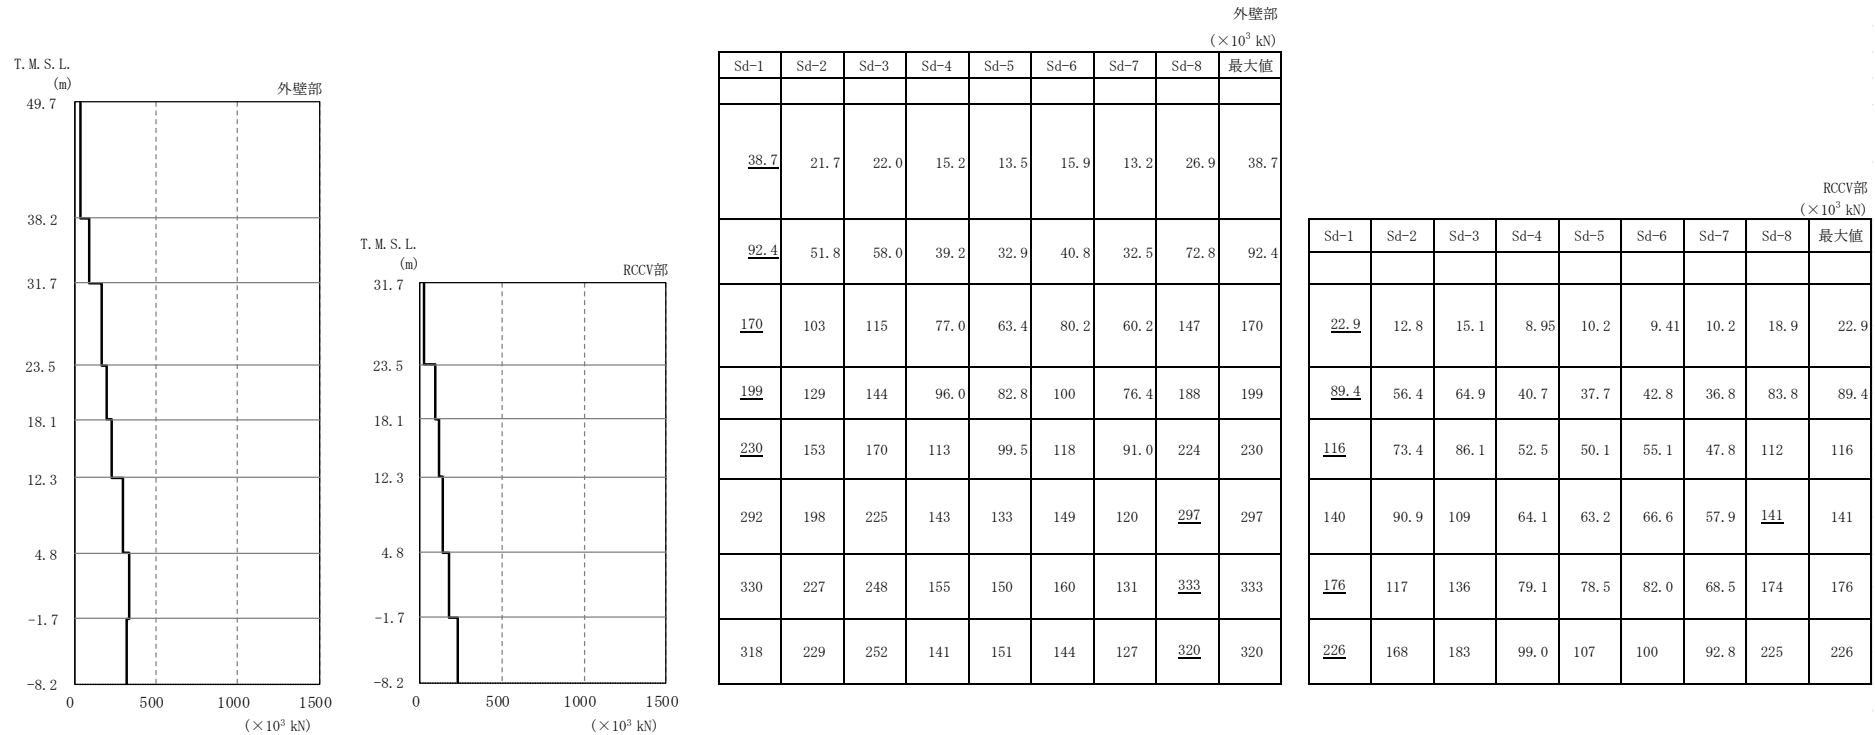 T.M.S.L.
(m)
外壁部
49.7
38.2
31.7
23.5
18.1
12.3
4.8
-1.7
-8.2
0 500 1000 1500
(×10³ kN)
T.M.S.L.
(m)
RCCV部
31.7
23.5
18.1
12.3
4.8
-1.7
-8.2
0 500 1000 1500
(×10³ kN)
外壁部
(×10³ kN)
Sd-1 Sd-2 Sd-3 Sd-4 Sd-5 Sd-6 Sd-7 Sd-8 最大値
38.7 21.7 22.0 15.2 13.5 15.9 13.2 26.9 38.7
92.4 51.8 58.0 39.2 32.9 40.8 32.5 72.8 92.4
170 103 115 77.0 63.4 80.2 60.2 147 170
199 129 144 96.0 82.8 100 76.4 188 199
230 153 170 113 99.5 118 91.0 224 230
292 198 225 143 133 149 120 297 297
330 227 248 155 150 160 131 333 333
318 229 252 141 151 144 127 320 320
RCCV部
(×10³ kN)
Sd-1 Sd-2 Sd-3 Sd-4 Sd-5 Sd-6 Sd-7 Sd-8 最大値
22.9 12.8 15.1 8.95 10.2 9.41 10.2 18.9 22.9
89.4 56.4 64.9 40.7 37.7 42.8 36.8 83.8 89.4
116 73.4 86.1 52.5 50.1 55.1 47.8 112 116
140 90.9 109 64.1 63.2 66.6 57.9 141 141
176 117 136 79.1 78.5 82.0 68.5 174 176
226 168 183 99.0 107 100 92.8 225 226